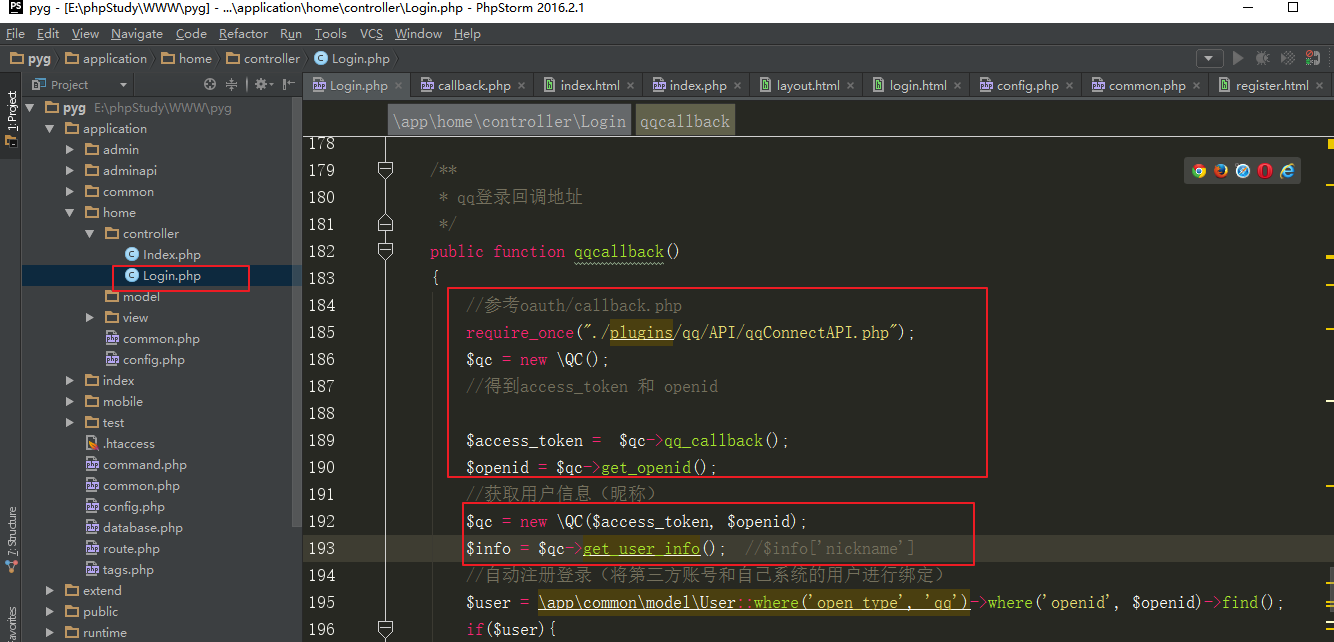 pyg - [E:\phpStudy\WWW\pyg] - ...\application\home\controller\Login.php - PhpStorm 2016.2.1
File Edit View Navigate Code Refactor Run Tools VCS Window Help
pyg application home controller Login.php
Project
Login.php callback.php index.html index.php layout.html login.html config.php common.php register.html
1: Project
7: Structure
avorites
pyg E:\phpStudy\WWW\pyg
application
admin
adminapi
common
home
controller
Index.php
Login.php
model
view
common.php
config.php
index
mobile
test
.htaccess
command.php
common.php
config.php
database.php
route.php
tags.php
extend
public
runtime
\app\home\controller\Login qqcallback
178
179 /**
180 * qq登录回调地址
181 */
182 public function qqcallback()
183 {
184 //参考oauth/callback.php
185 require_once("./plugins/qq/API/qqConnectAPI.php");
186 $qc = new \QC();
187 //得到access_token 和 openid
188
189 $access_token = $qc->qq_callback();
190 $openid = $qc->get_openid();
191 //获取用户信息（昵称）
192 $qc = new \QC($access_token, $openid);
193 $info = $qc->get_user_info(); //$info['nickname']
194 //自动注册登录（将第三方账号和自己系统的用户进行绑定）
195 $user = \app\common\model\User::where('open_type', 'qq')->where('openid', $openid)->find();
196 if($user){